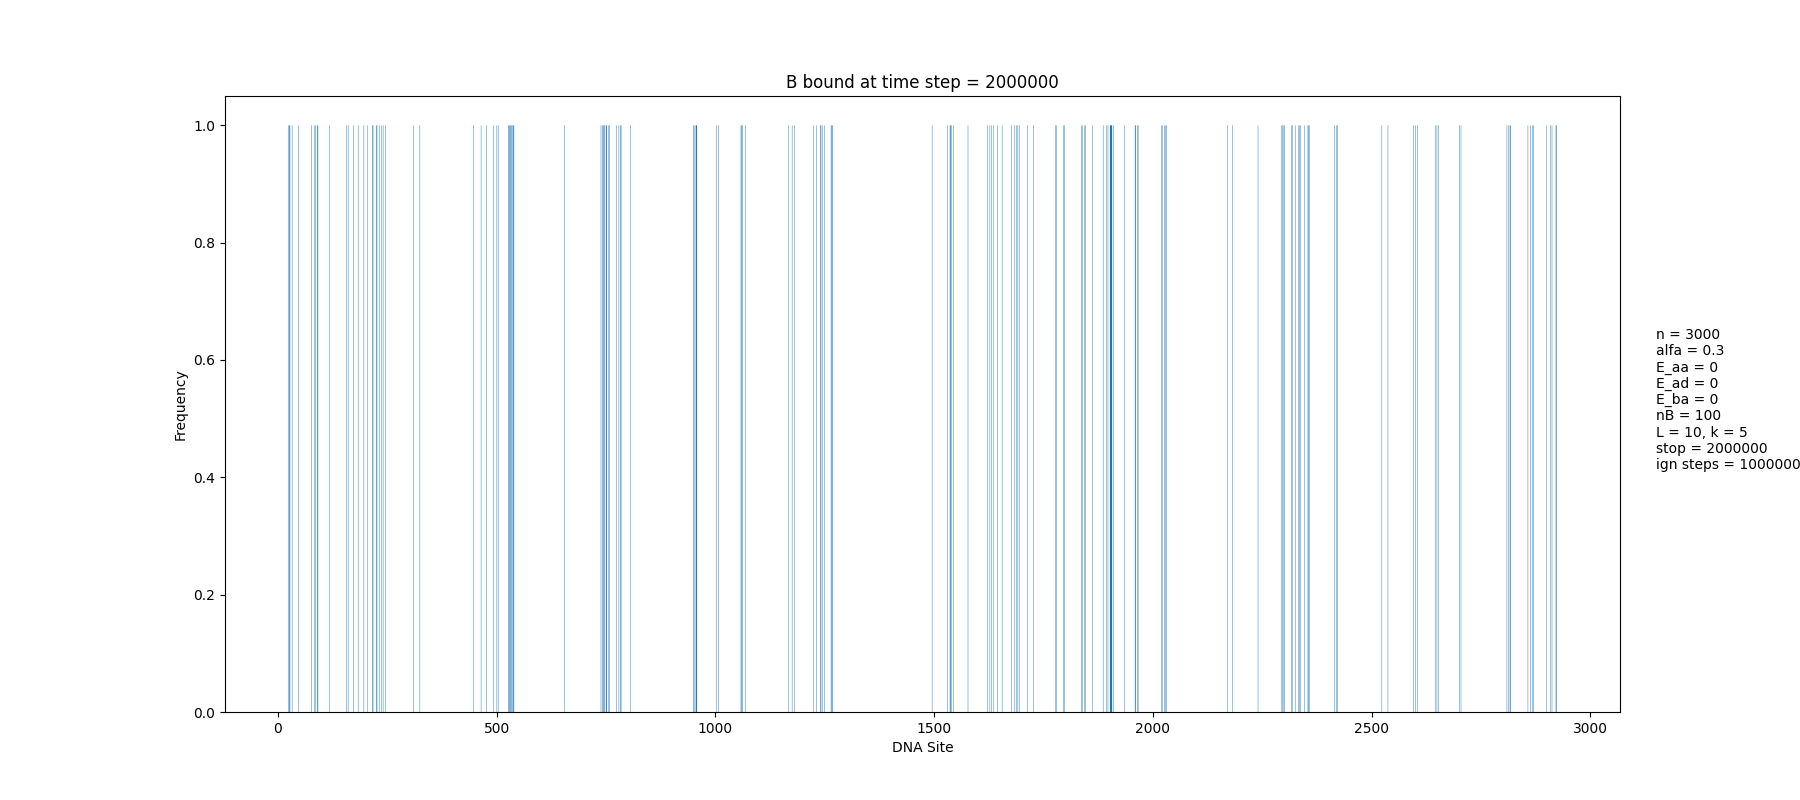 B bound at time step = 2000000
1.0
0.8
0.6
0.4
0.2
0.0
Frequency
0 500 1000 1500 2000 2500 3000
DNA Site
n = 3000
alfa = 0.3
E_aa = 0
E_ad = 0
E_ba = 0
nB = 100
L = 10, k = 5
stop = 2000000
ign steps = 1000000